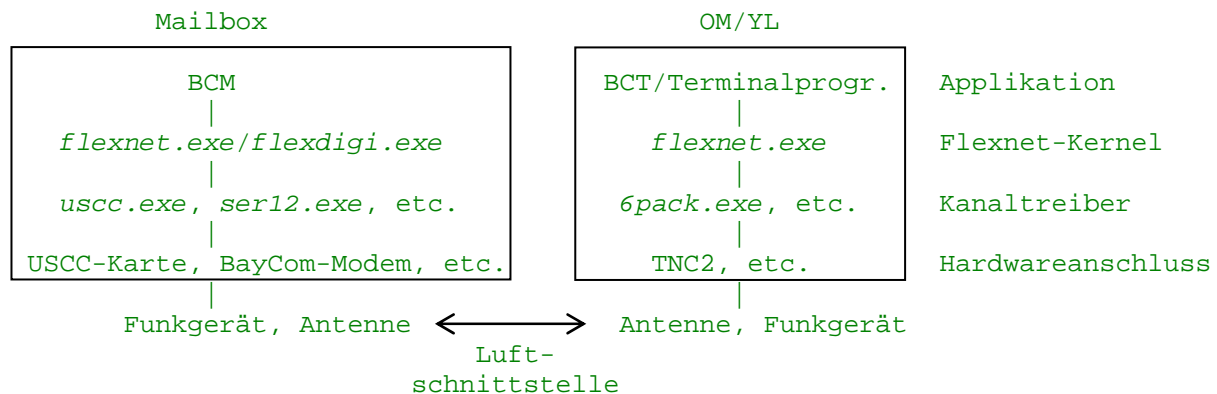 Mailbox OM/YL
BCM BCT/Terminalprogr. Applikation
flexnet.exe/flexdigi.exe flexnet.exe Flexnet-Kernel
uscc.exe, ser12.exe, etc. 6pack.exe, etc. Kanaltreiber
USCC-Karte, BayCom-Modem, etc. TNC2, etc. Hardwareanschluss
Funkgerät, Antenne Antenne, Funkgerät
Luft-
schnittstelle